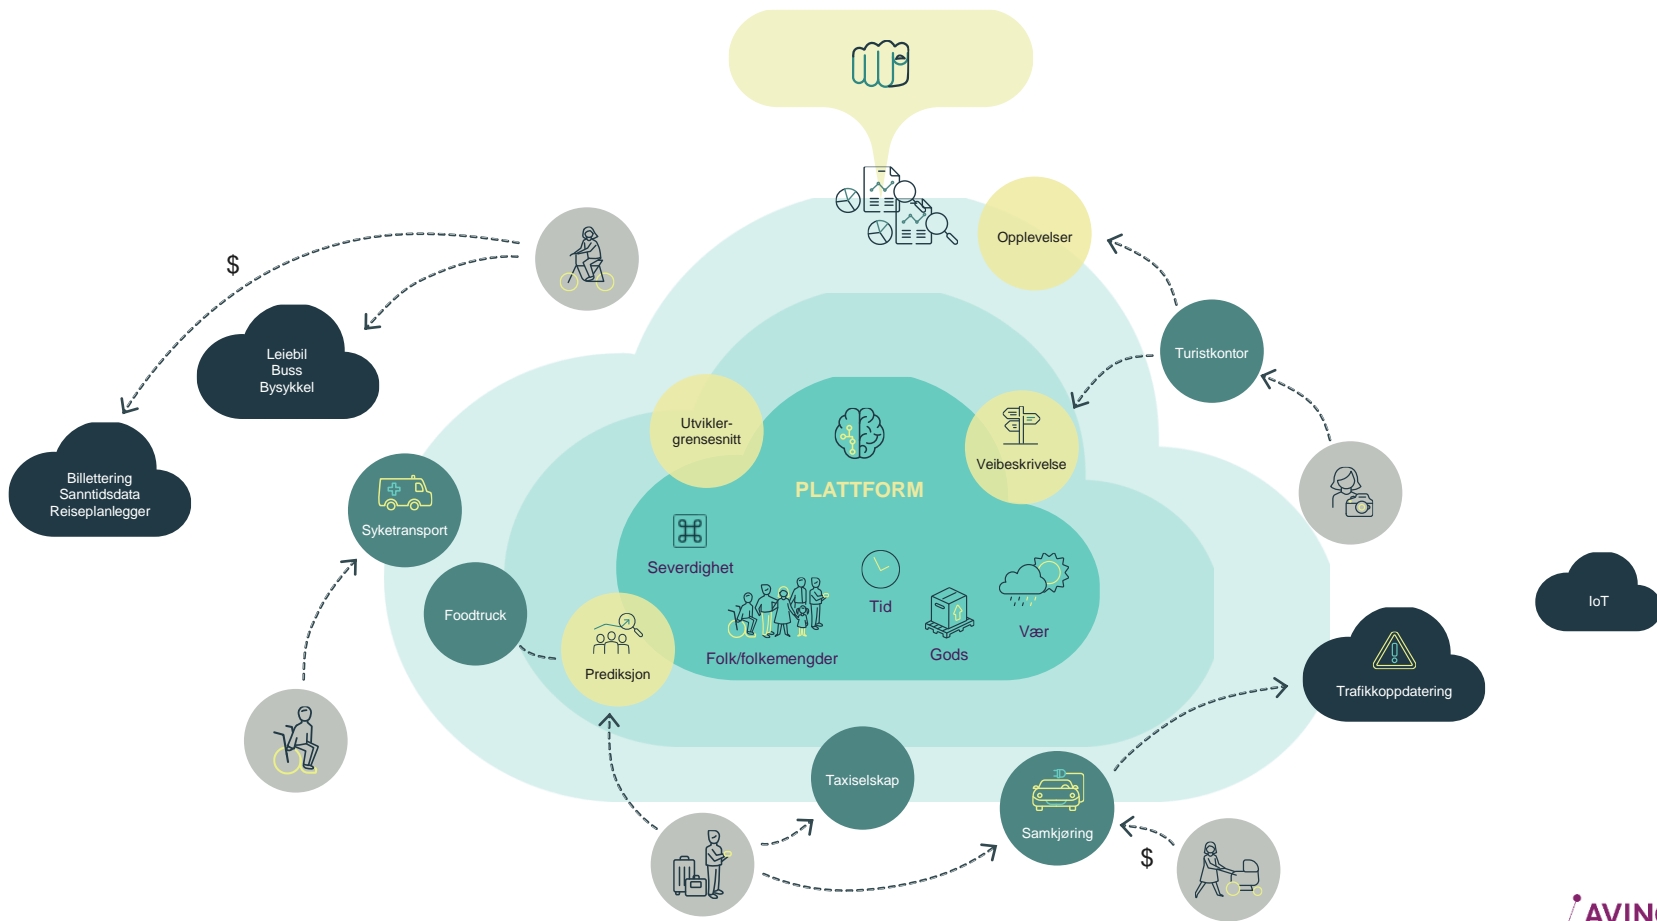 Opplevelser
$
Leiebil
Buss
Bysykkel
Turistkontor
Utvikler-
grensesnitt
Veibeskrivelse
PLATTFORM
Billettering
Sanntidsdata
Reiseplanlegger
Syketransport
Severdighet
Foodtruck
Tid
IoT
Vær
Folk/folkemengder
Gods
Prediksjon
Trafikkoppdatering
Taxiselskap
Samkjøring
$